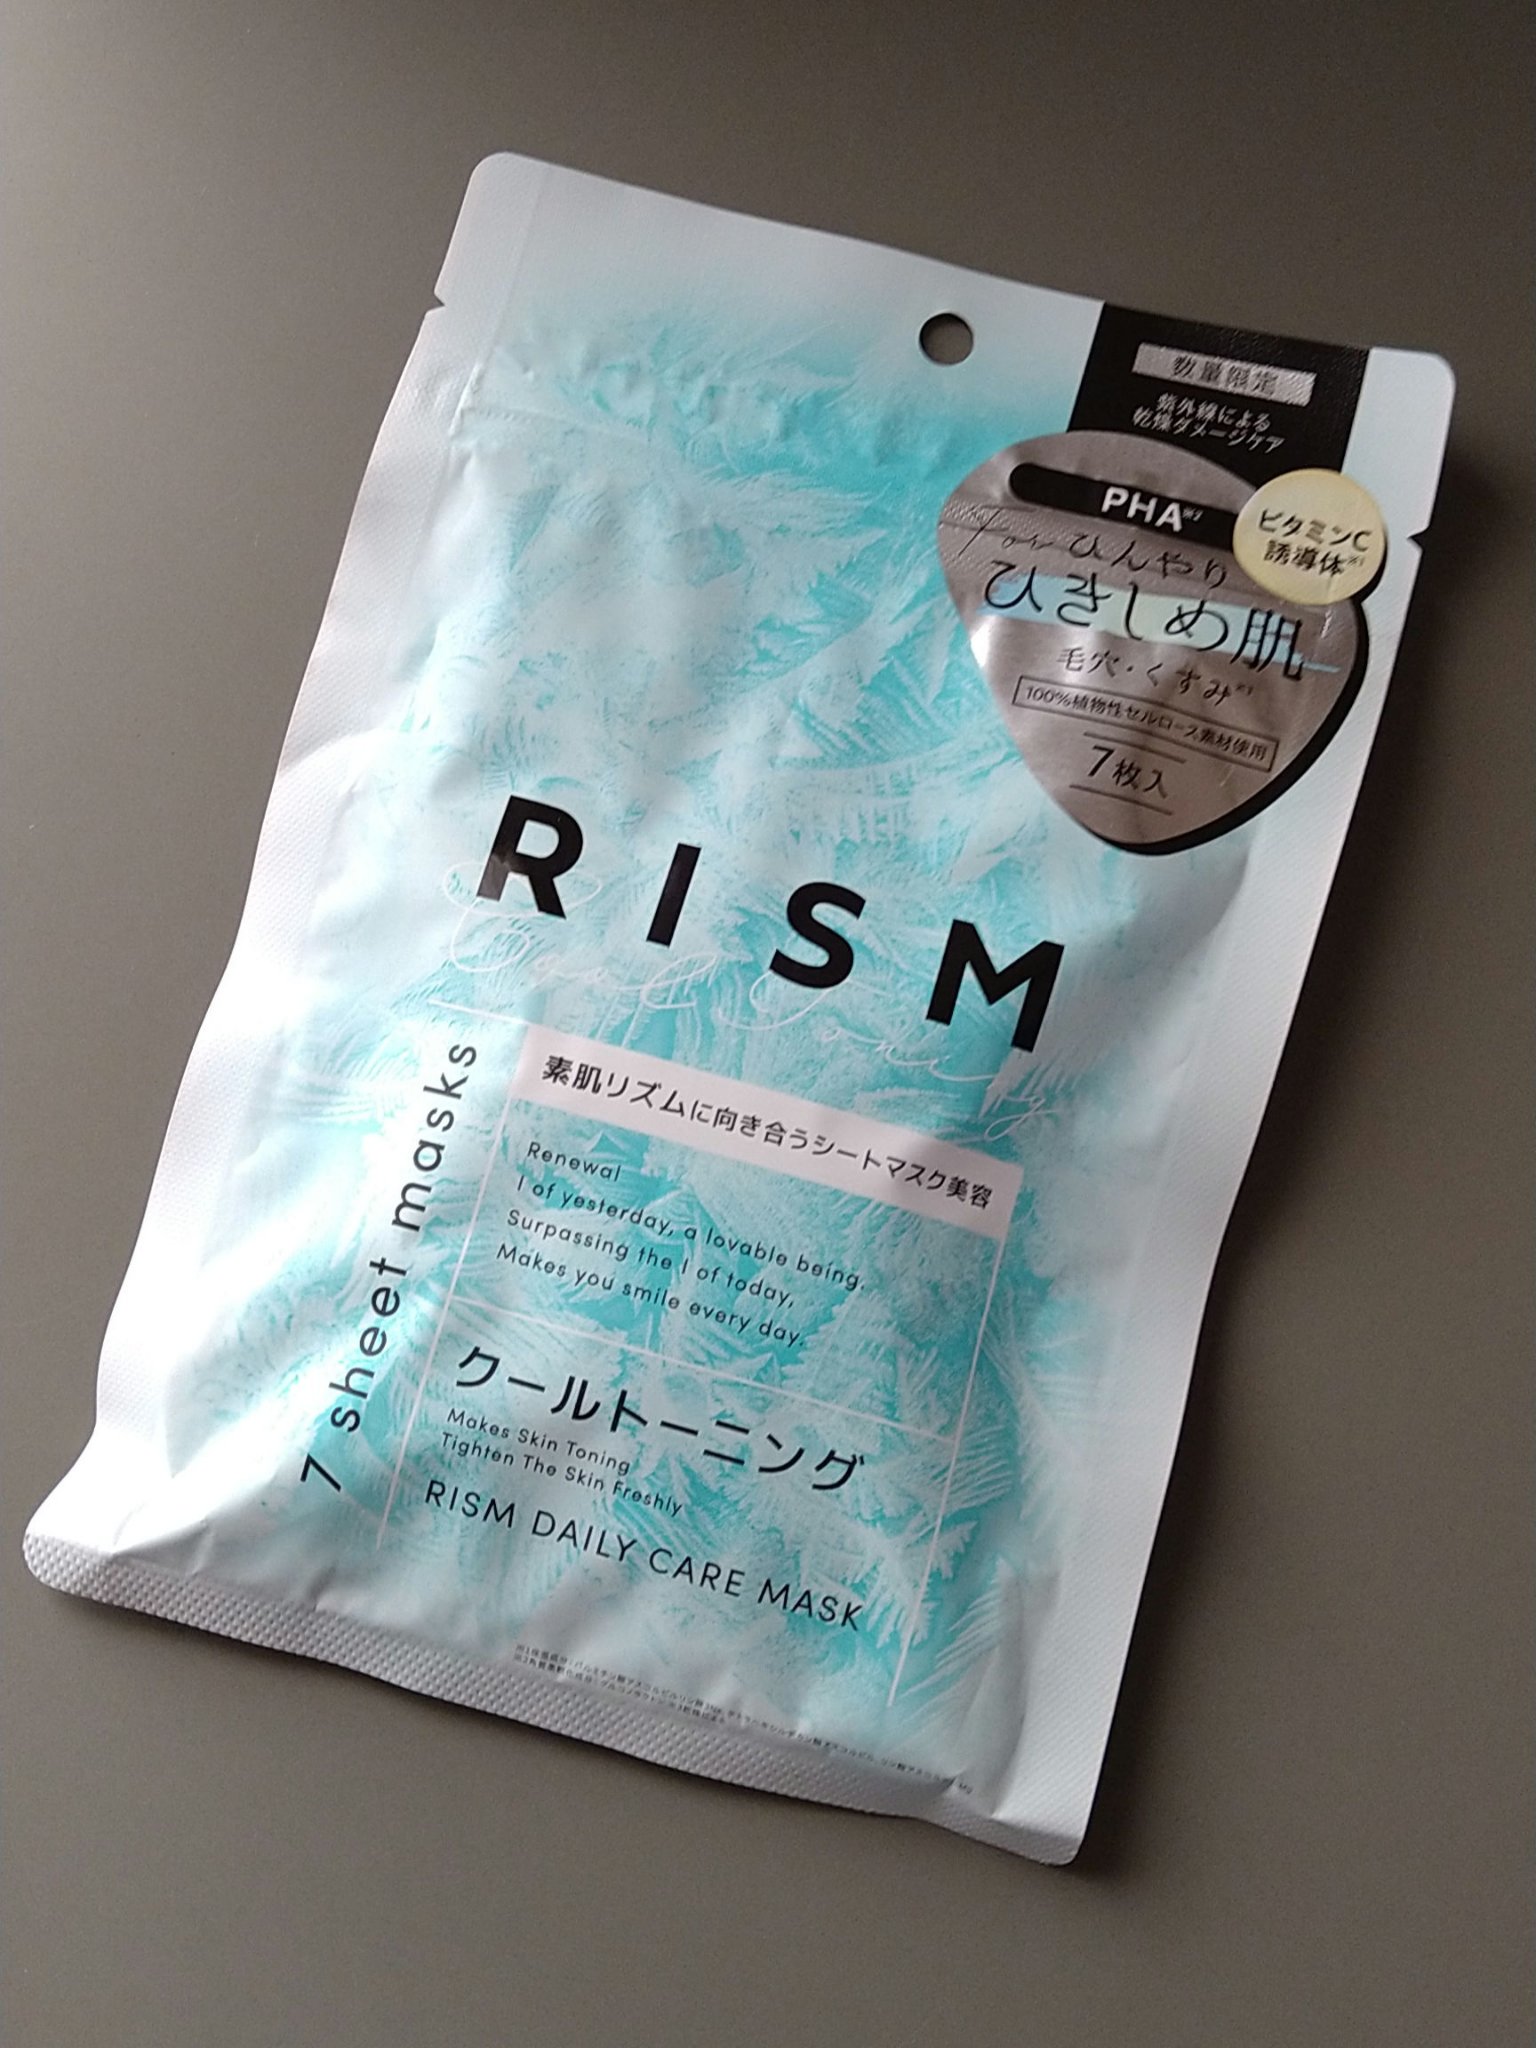 数量限定
紫外線による
乾燥ダメージケア
PHA※2
ビタミンC
誘導体※1
for ひんやり
ひきしめ肌
毛穴・くすみ
100%植物性セルロース素材使用
7枚入
RISM
Cool Toning
素肌リズムに向き合うシートマスク美容
Renewal
I of yesterday, a lovable being.
Surpassing the I of today,
Makes you smile every day.
7 sheet masks
クールトーニング
Makes Skin Toning
Tighten The Skin Freshly
RISM DAILY CARE MASK